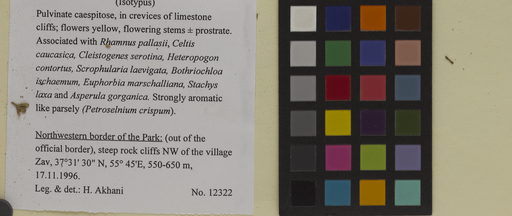 (Isotypus)
Pulvinate caespitose, in crevices of limestone
cliffs; flowers yellow, flowering stems ± prostrate.
Associated with Rhamnus pallasii, Celtis
caucasica, Cleistogenes serotina, Heteropogon
contortus, Scrophularia laevigata, Bothriochloa
ischaemum, Euphorbia marschalliana, Stachys
laxa and Asperula gorganica. Strongly aromatic
like parsely (Petroselnium crispum).
Northwestern border of the Park: (out of the
official border), steep rock cliffs NW of the village
Zav, 37°31' 30" N, 55° 45'E, 550-650 m,
17.11.1996.
Leg. & det.: H. Akhani No. 12322